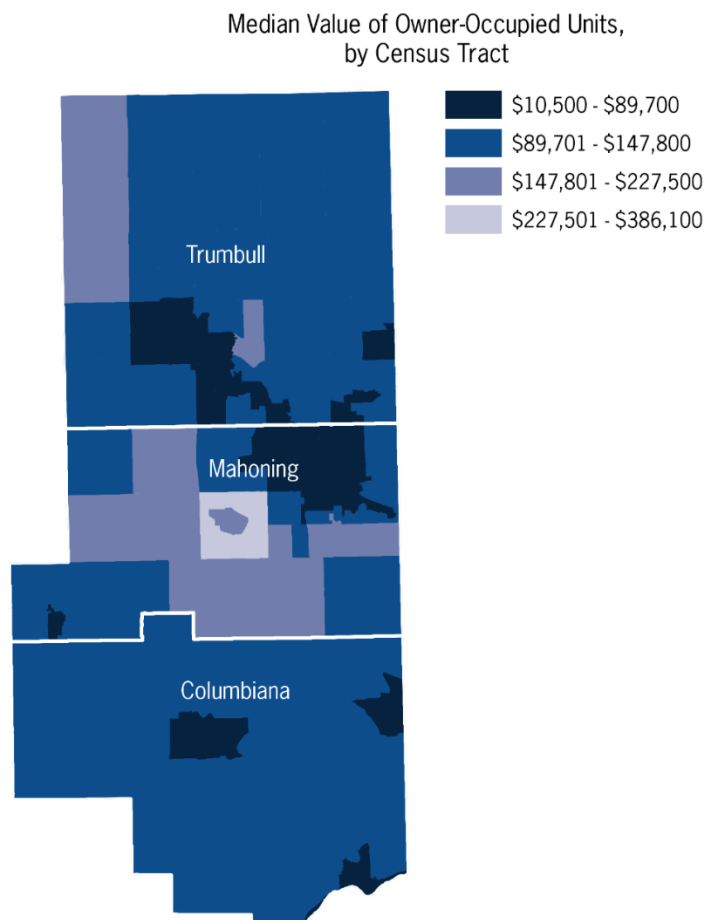 Median Value of Owner-Occupied Units,
by Census Tract
$10,500 - $89,700
$89,701 - $147,800
$147,801 - $227,500
$227,501 - $386,100
Trumbull
Mahoning
Columbiana